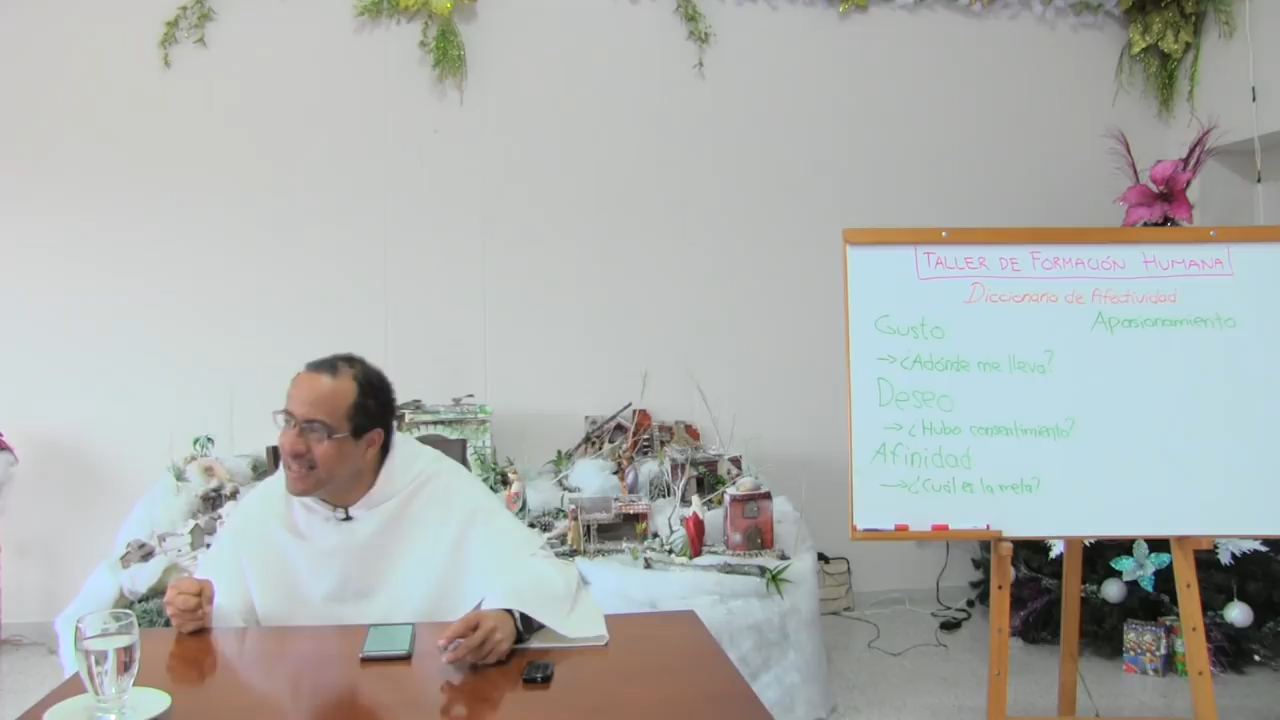 TALLER DE FORMACIÓN HUMANA
Diccionario de Afectividad
Gusto
→ ¿Adónde me lleva?
Deseo
→ ¿Hubo consentimiento?
Afinidad
→ ¿Cuál es la meta?
Apasionamiento